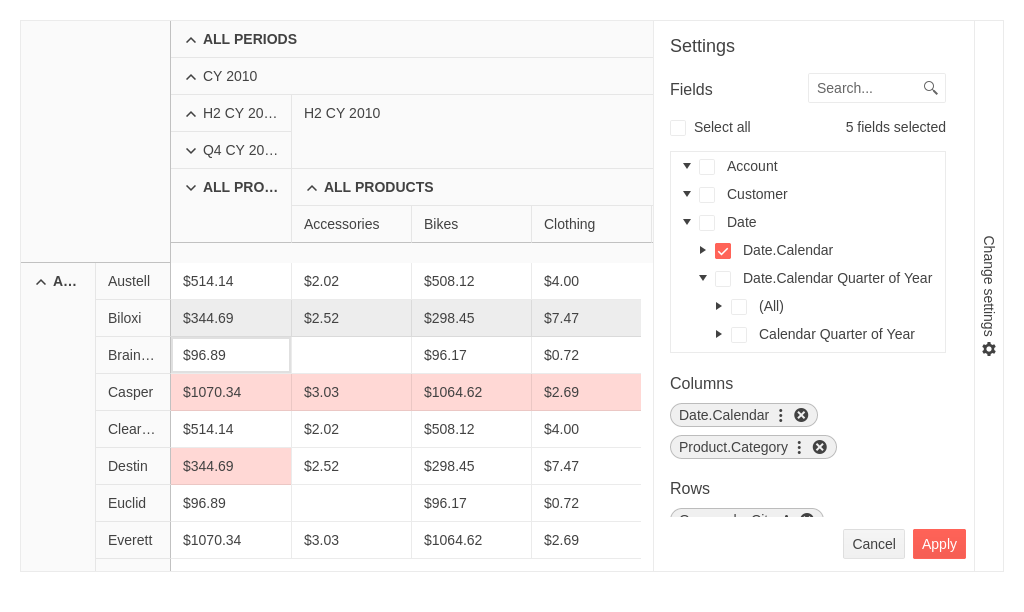 ALL PERIODS
CY 2010
H2 CY 20… H2 CY 2010
Q4 CY 20…
ALL PRO… ALL PRODUCTS
Accessories Bikes Clothing
A… Austell $514.14 $2.02 $508.12 $4.00
Biloxi $344.69 $2.52 $298.45 $7.47
Brain… $96.89 $96.17 $0.72
Casper $1070.34 $3.03 $1064.62 $2.69
Clear… $514.14 $2.02 $508.12 $4.00
Destin $344.69 $2.52 $298.45 $7.47
Euclid $96.89 $96.17 $0.72
Everett $1070.34 $3.03 $1064.62 $2.69
Settings
Fields Search...
Select all 5 fields selected
Account
Customer
Date
Date.Calendar
Date.Calendar Quarter of Year
(All)
Calendar Quarter of Year
Columns
Date.Calendar
Product.Category
Rows
Cancel Apply
Change settings